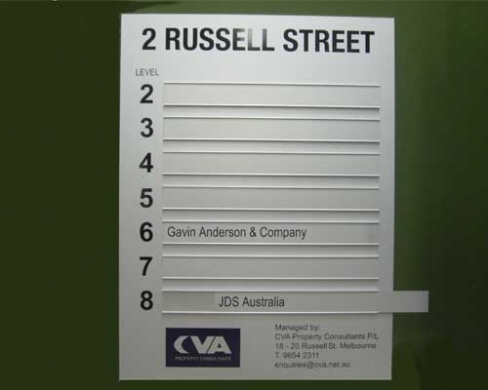 2 RUSSELL STREET
LEVEL
2
3
4
5
6 Gavin Anderson & Company
7
8 JDS Australia
CVA
PROPERTY CONSULTANTS
Managed by:
CVA Property Consultants P/L
18 - 20 Russell St. Melbourne
T. 9654 2311
enquiries@cva.net.au